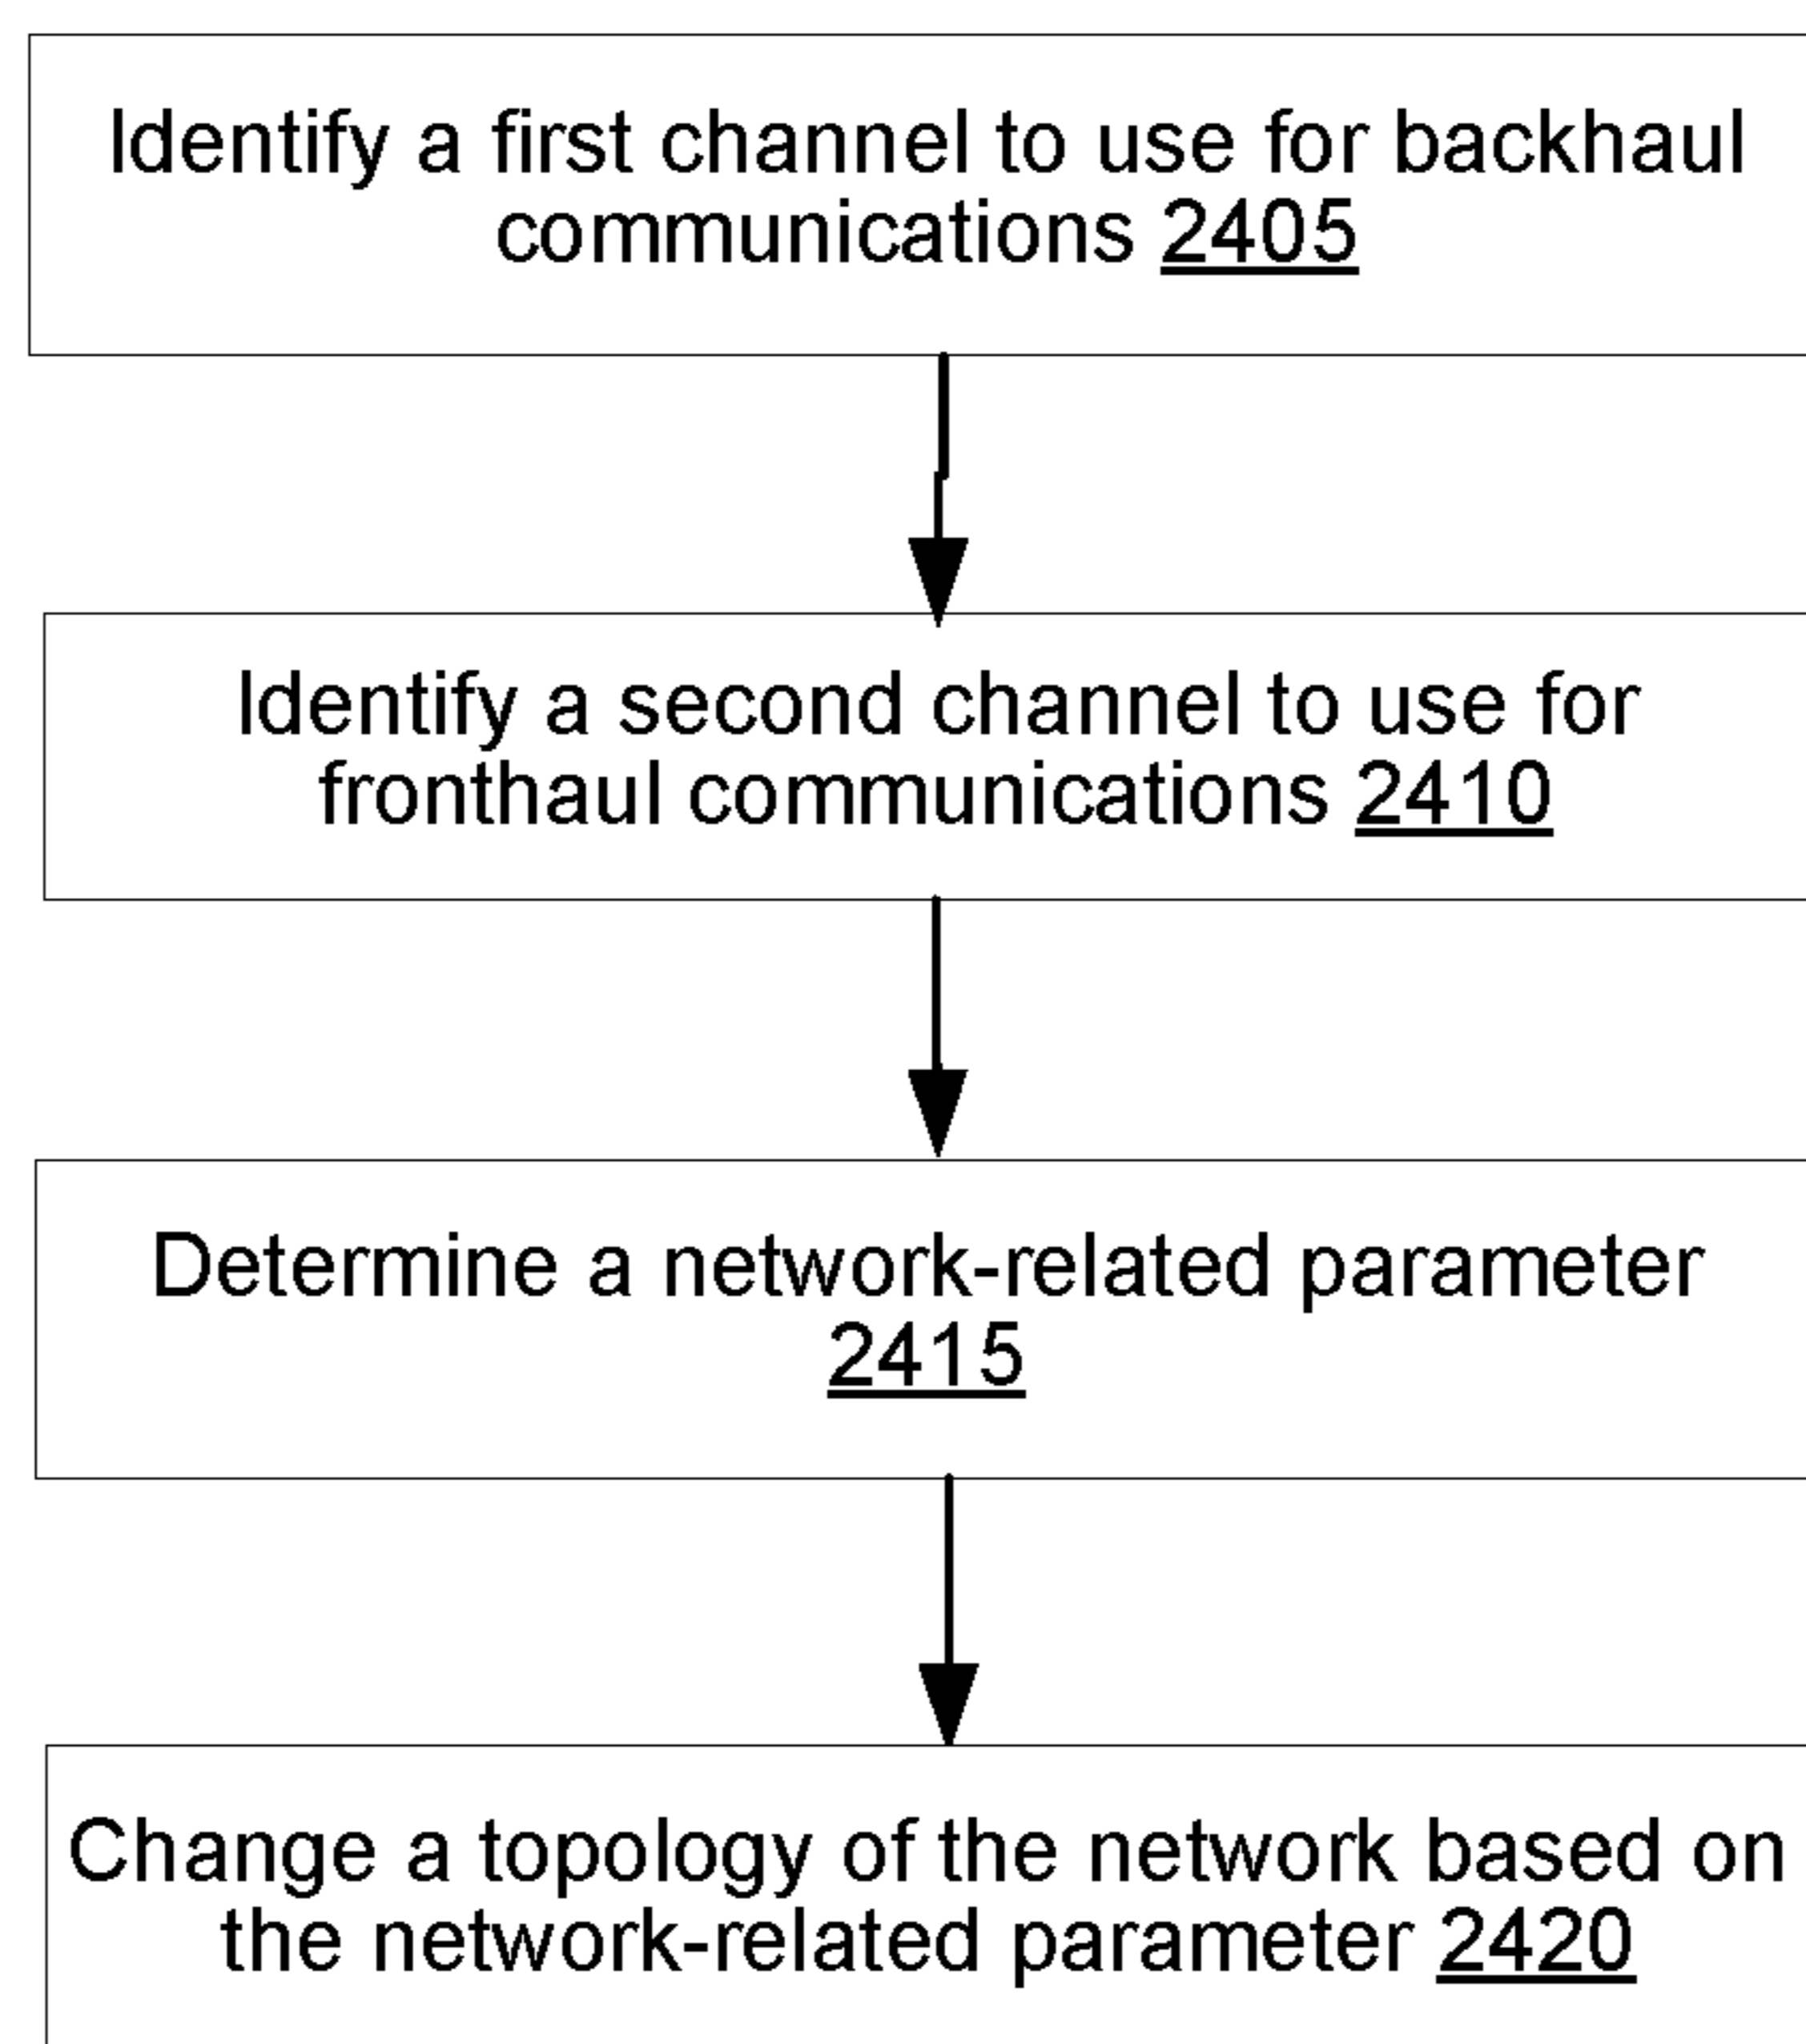 Identify a first channel to use for backhaul
communications 2405
Identify a second channel to use for
fronthaul communications 2410
Determine a network-related parameter
2415
Change a topology of the network based on
the network-related parameter 2420